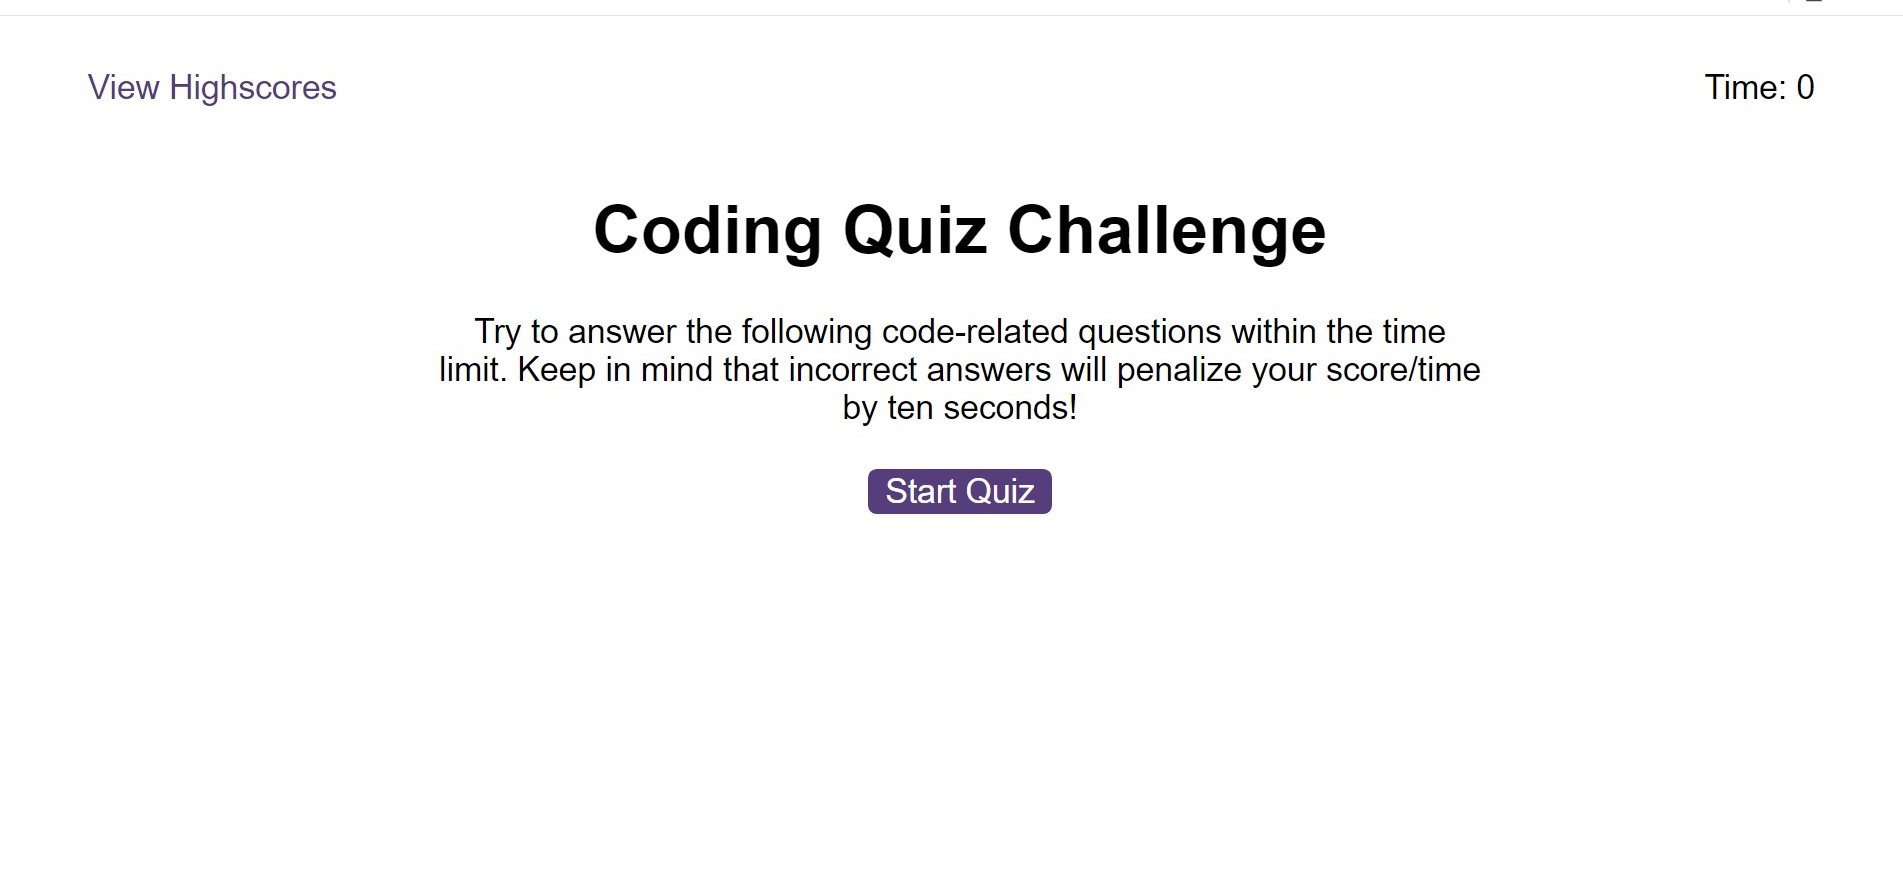 View Highscores
Time: 0
Coding Quiz Challenge
Try to answer the following code-related questions within the time
limit. Keep in mind that incorrect answers will penalize your score/time
by ten seconds!
Start Quiz